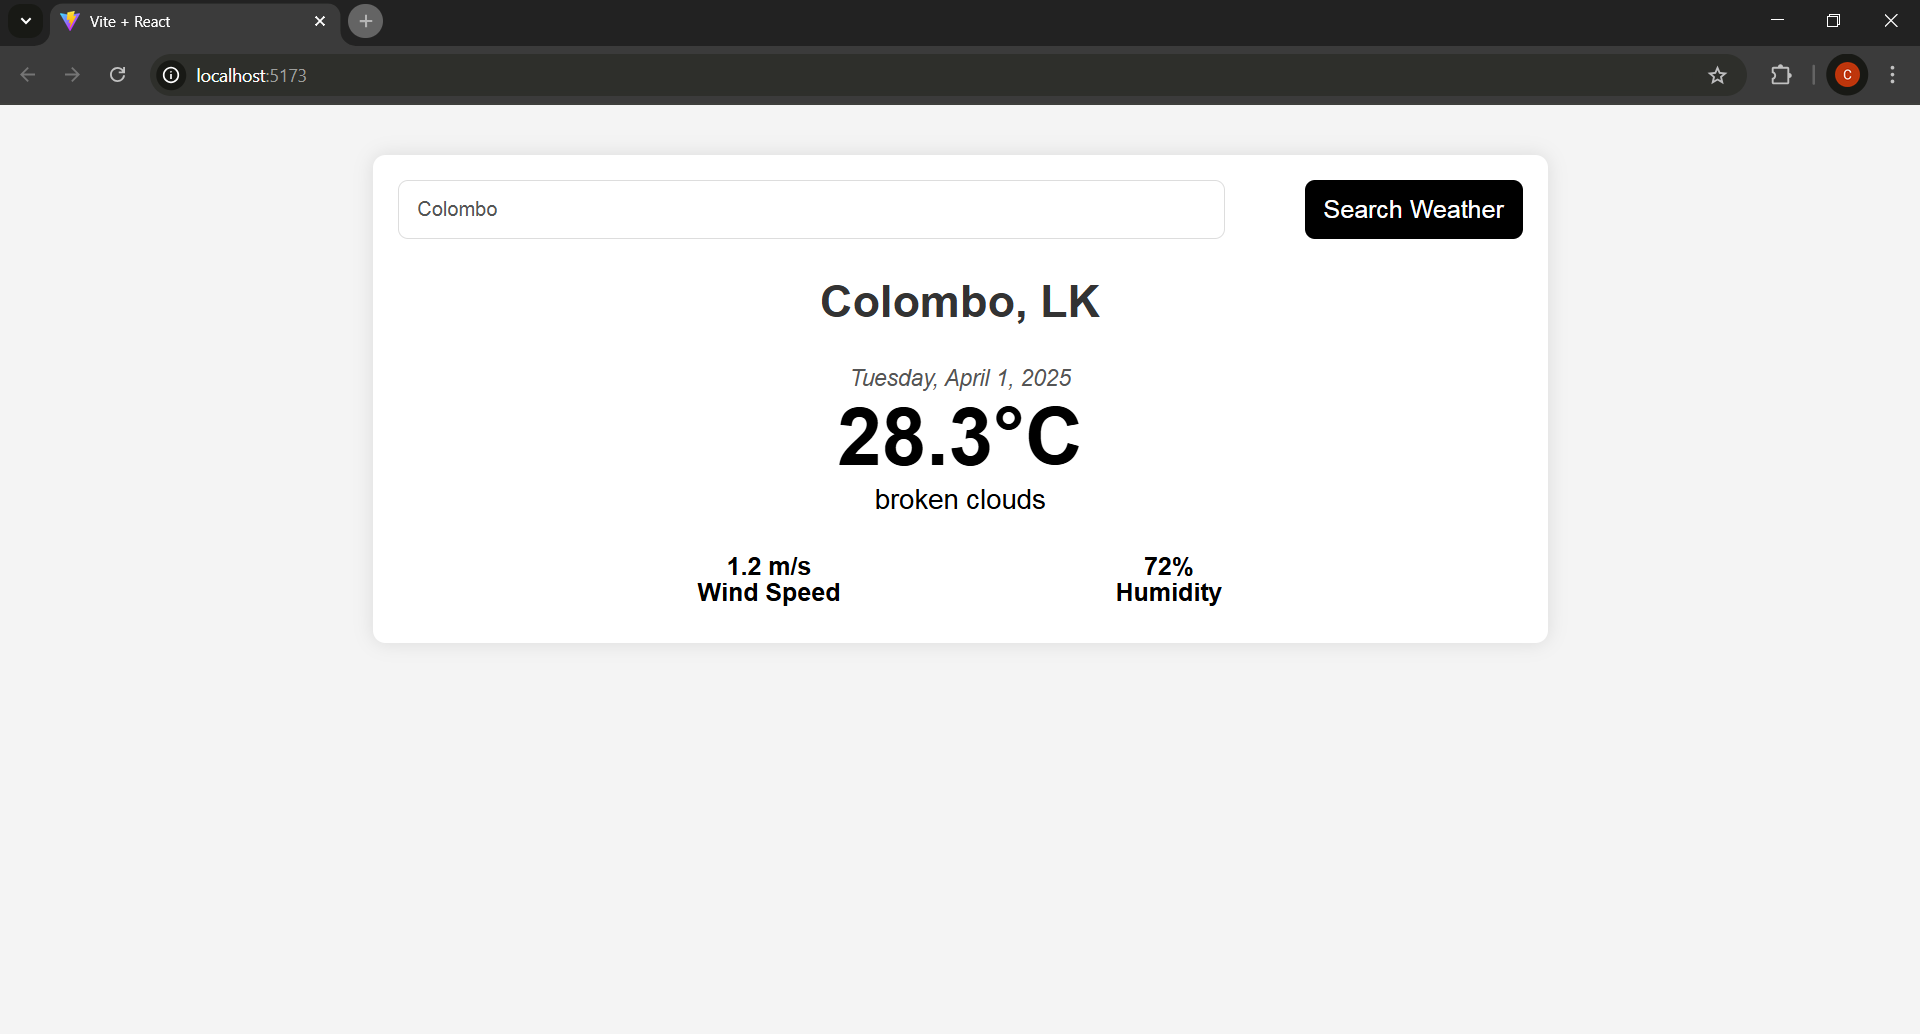 Vite + React
localhost:5173
C
Colombo
Search Weather
Colombo, LK
Tuesday, April 1, 2025
28.3°C
broken clouds
1.2 m/s
Wind Speed
72%
Humidity